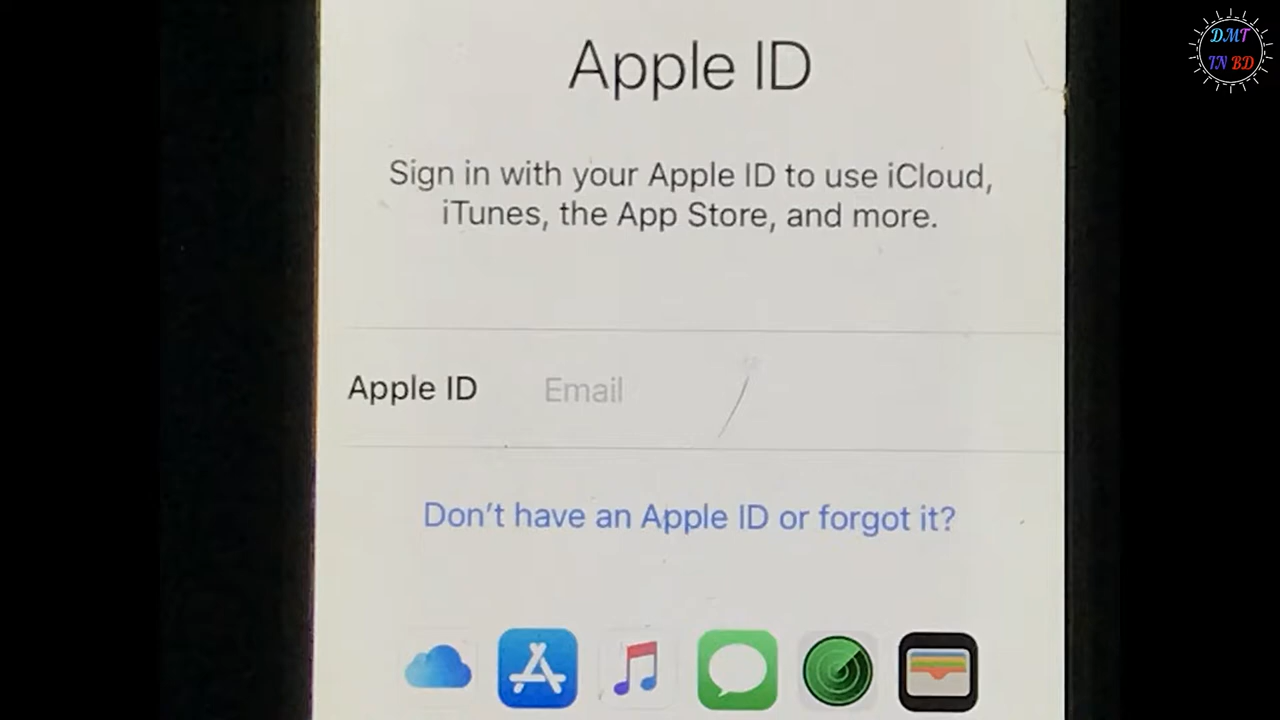 DMT
IN BD
Apple ID
Sign in with your Apple ID to use iCloud,
iTunes, the App Store, and more.
Apple ID Email
Don't have an Apple ID or forgot it?